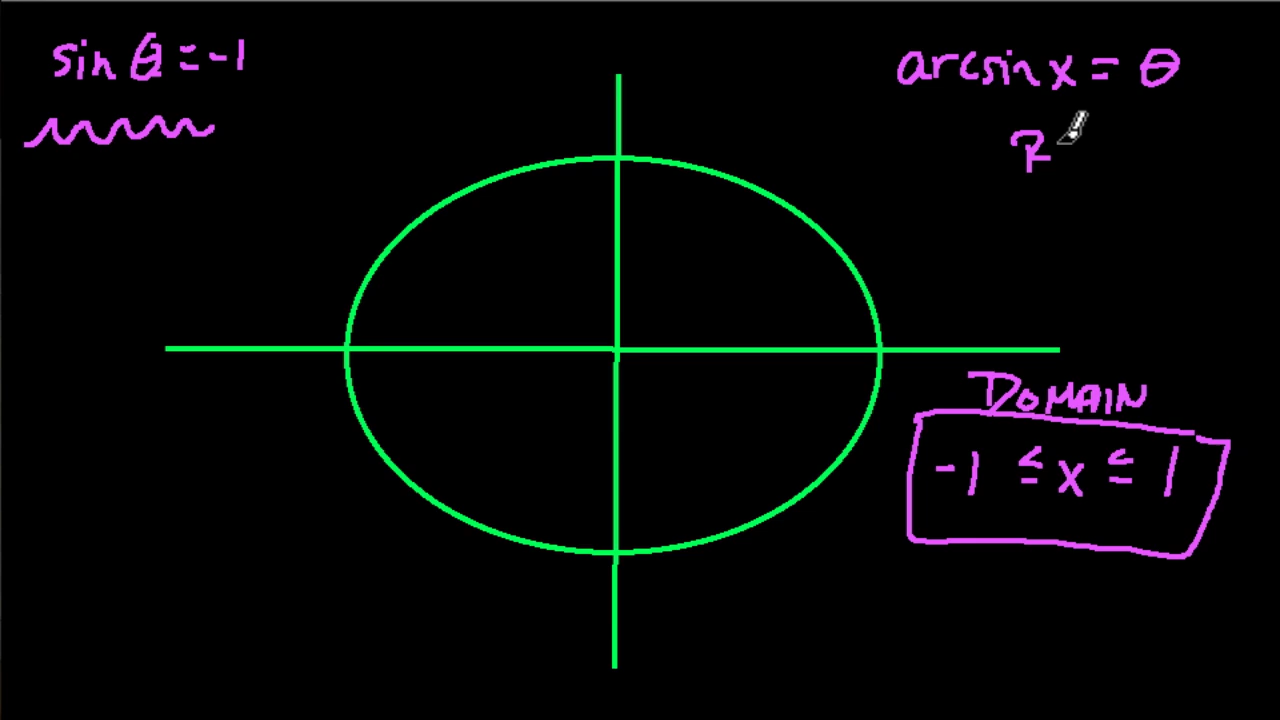 sin θ = -1
arcsin x = θ
R
DOMAIN
-1 ≤ x ≤ 1